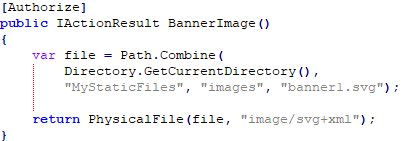 [Authorize]
public IActionResult BannerImage()
{
    var file = Path.Combine(
        Directory.GetCurrentDirectory(),
        "MyStaticFiles", "images", "banner1.svg");

    return PhysicalFile(file, "image/svg+xml");
}